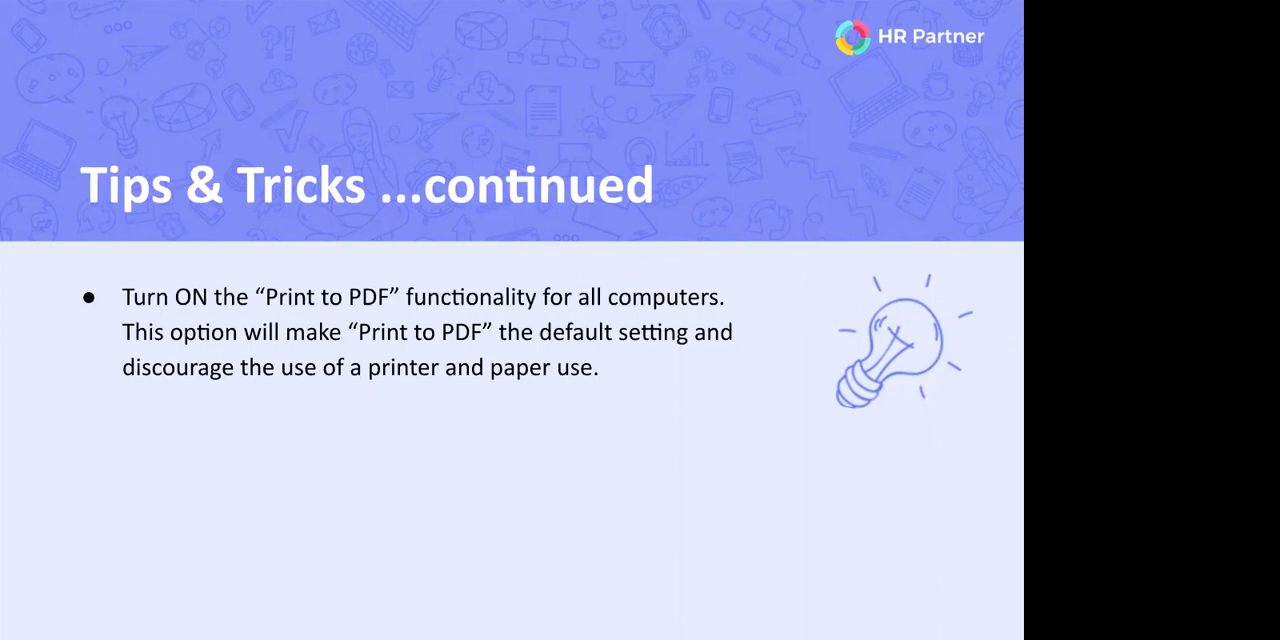 HR Partner
Tips & Tricks ...continued
● Turn ON the “Print to PDF” functionality for all computers.
This option will make “Print to PDF” the default setting and
discourage the use of a printer and paper use.